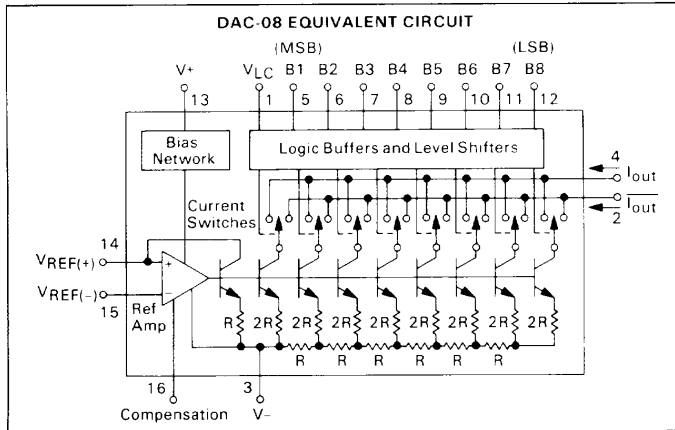 DAC-08 EQUIVALENT CIRCUIT
(MSB) (LSB)
V+ VLC B1 B2 B3 B4 B5 B6 B7 B8
13 1 5 6 7 8 9 10 11 12
Bias
Network
Logic Buffers and Level Shifters
4
Iout
Iout
2
Current
Switches
14
VREF(+)
+
VREF(−)
−
15
Ref
Amp
R 2R 2R 2R 2R 2R 2R 2R 2R
R R R R R R
16 3
Compensation V−